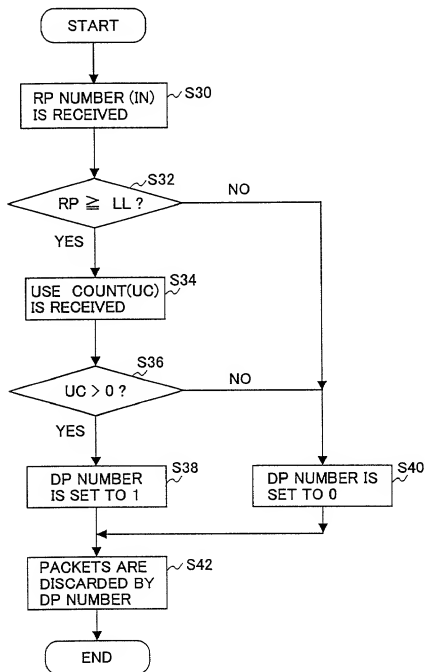 START
RP NUMBER (IN)
IS RECEIVED
S30
RP ≧ LL ?
S32
NO
YES
USE COUNT(UC)
IS RECEIVED
S34
UC > 0 ?
S36
NO
YES
DP NUMBER
IS SET TO 1
S38
DP NUMBER IS
SET TO 0
S40
PACKETS ARE
DISCARDED BY
DP NUMBER
S42
END